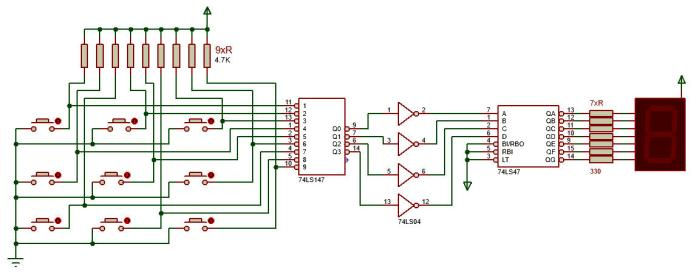 9xR
4.7K
11 1
12 2
13 3
1 4
2 5
3 6
4 7
5 8
10 9
Q0 9
Q1 7
Q2 6
Q3 14
74LS147
1 2
3 4
5 6
13 12
74LS04
7 A
1 B
2 C
6 D
4 BI/RBO
5 RBI
3 LT
QA 13
QB 12
QC 11
QD 10
QE 9
QF 15
QG 14
74LS47
7xR
330